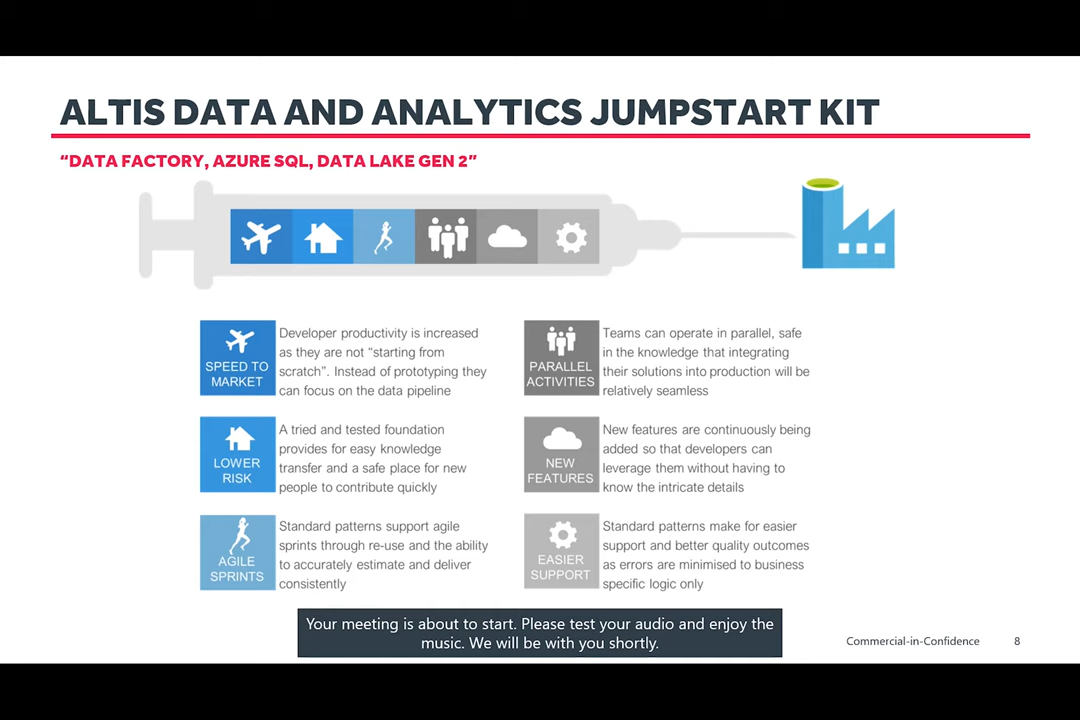 ALTIS DATA AND ANALYTICS JUMPSTART KIT
“DATA FACTORY, AZURE SQL, DATA LAKE GEN 2”
SPEED TO
MARKET
Developer productivity is increased
as they are not “starting from
scratch”. Instead of prototyping they
can focus on the data pipeline
PARALLEL
ACTIVITIES
Teams can operate in parallel, safe
in the knowledge that integrating
their solutions into production will be
relatively seamless
LOWER
RISK
A tried and tested foundation
provides for easy knowledge
transfer and a safe place for new
people to contribute quickly
NEW
FEATURES
New features are continuously being
added so that developers can
leverage them without having to
know the intricate details
AGILE
SPRINTS
Standard patterns support agile
sprints through re-use and the ability
to accurately estimate and deliver
consistently
EASIER
SUPPORT
Standard patterns make for easier
support and better quality outcomes
as errors are minimised to business
specific logic only
Your meeting is about to start. Please test your audio and enjoy the
music. We will be with you shortly.
Commercial-in-Confidence
8